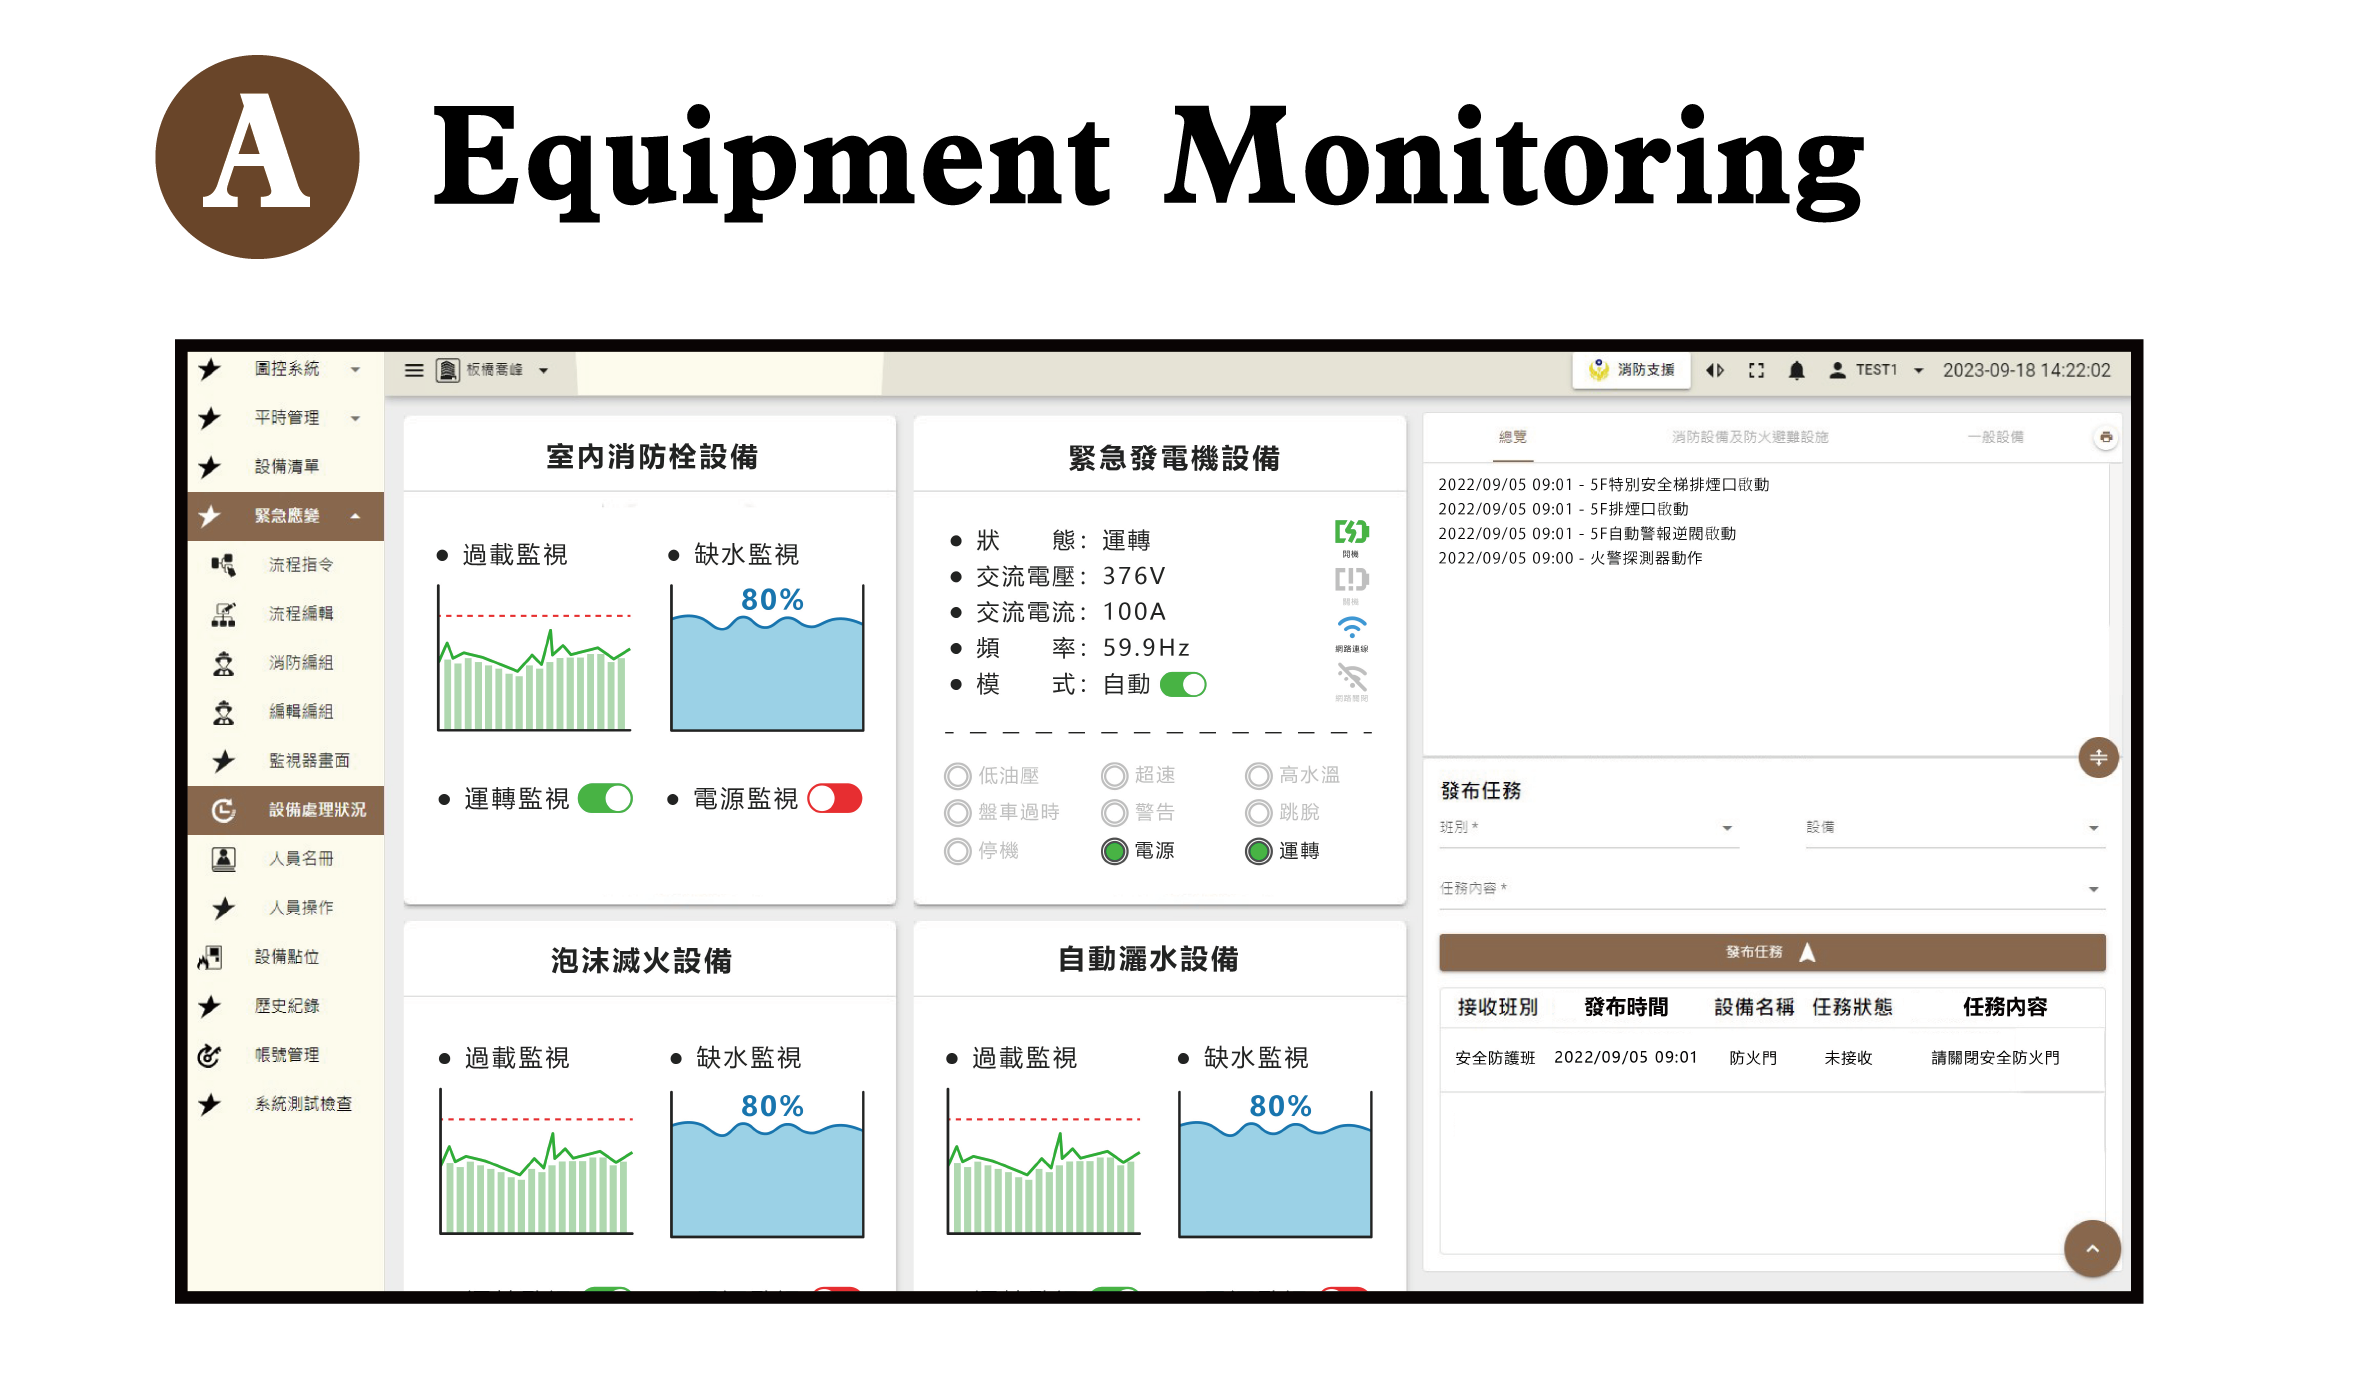 A Equipment Monitoring
圖控系統
平時管理
設備清單
緊急應變
流程指令
流程編輯
消防編組
編輯編組
監視器畫面
設備處理狀況
人員名冊
人員操作
設備點位
歷史紀錄
帳號管理
系統測試檢查
板橋喬峰
消防支援
TEST1
2023-09-18 14:22:02
室內消防栓設備
過載監視
缺水監視
80%
運轉監視
電源監視
緊急發電機設備
狀 態：運轉
交流電壓：376V
交流電流：100A
頻 率：59.9Hz
模 式：自動
開機
關機
網路連線
網路關閉
低油壓 超速 高水溫
盤車過時 警告 跳脫
停機 電源 運轉
泡沫滅火設備
過載監視
缺水監視
80%
自動灑水設備
過載監視
缺水監視
80%
總覽 消防設備及防火避難設施 一般設備
2022/09/05 09:01 - 5F特別安全梯排煙口啟動
2022/09/05 09:01 - 5F排煙口啟動
2022/09/05 09:01 - 5F自動警報逆閥啟動
2022/09/05 09:00 - 火警探測器動作
發布任務
班別 *
設備
任務內容 *
發布任務
接收班別 發布時間 設備名稱 任務狀態 任務內容
安全防護班 2022/09/05 09:01 防火門 未接收 請關閉安全防火門